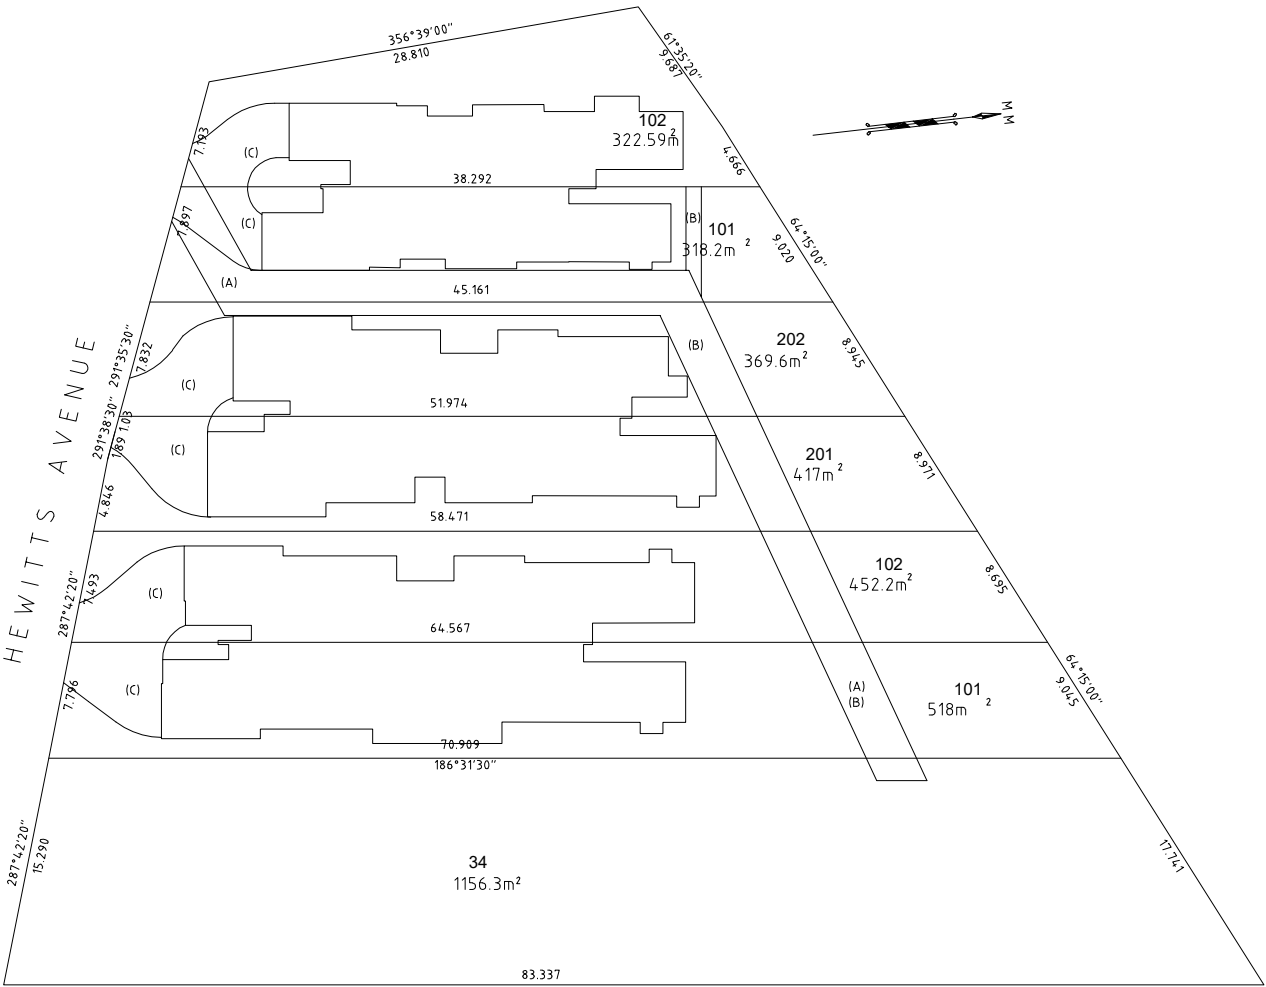 356°39'00"
28.810
61°35'20"
9.687
M
M
102
322.59m²
7.193
(C)
4.666
38.292
7.897
(C)
(B)
101
318.2m²
64°15'00"
9.020
(A)
45.161
HEWITTS AVENUE
291°35'30"
7.832
(C)
(B)
202
369.6m²
8.945
51.974
291°38'30"
1.89 1.03
(C)
201
417m²
8.971
4.846
58.471
287°42'20"
7.493
(C)
102
452.2m²
8.695
64.567
7.796
(C)
(A)
(B)
101
518m²
64°15'00"
9.045
70.909
186°31'30"
287°42'20"
15.290
34
1156.3m²
17.741
83.337